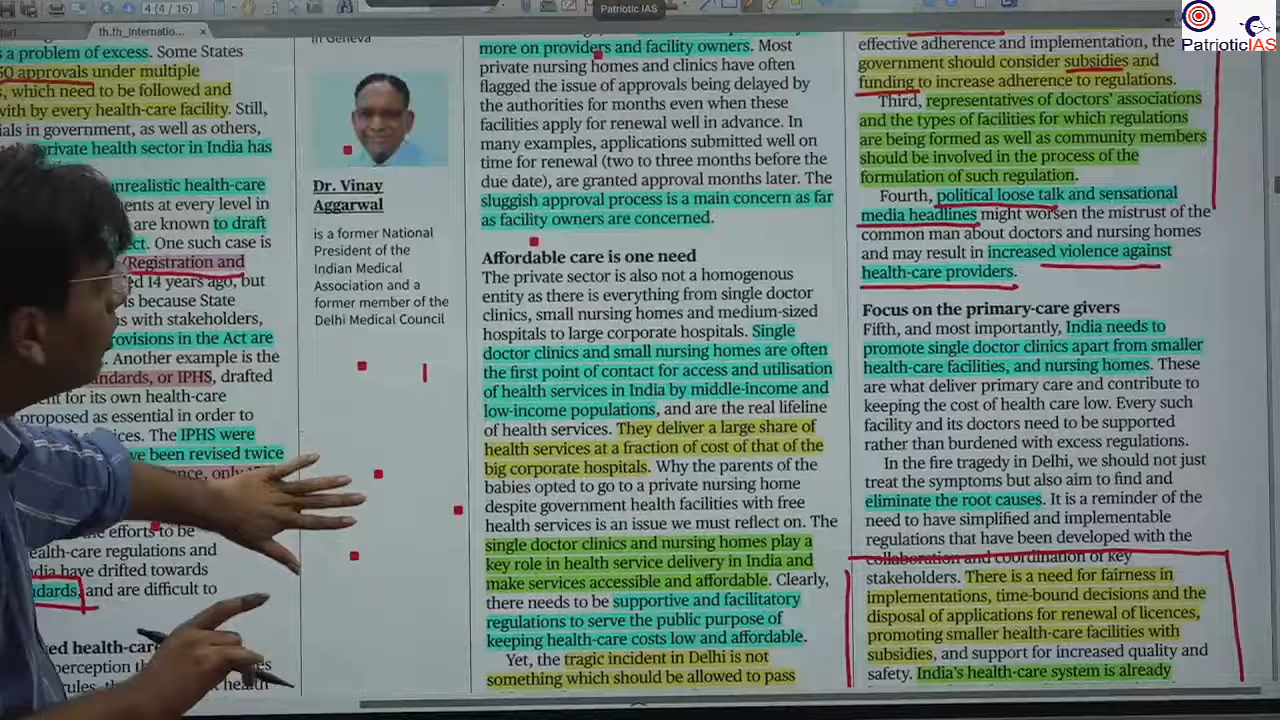 4 (4 / 16)
Patriotic IAS
PatrioticIAS
th.th_Internatio...
s a problem of excess. Some States
50 approvals under multiple
, which need to be followed and
with by every health-care facility. Still,
ials in government, as well as others,
private health sector in India has
unrealistic health-care
ents at every level in
are known to draft
ct. One such case is
Registration and
ed 14 years ago, but
is because State
s with stakeholders,
rovisions in the Act are
. Another example is the
andards, or IPHS, drafted
ent for its own health-care
proposed as essential in order to
ices. The IPHS were
ve been revised twice
ance, only
efforts to be
ealth-care regulations and
ndia have drifted towards
ndards, and are difficult to
ed health-car
perception th
rules, th
in Geneva
Dr. Vinay
Aggarwal
is a former National
President of the
Indian Medical
Association and a
former member of the
Delhi Medical Council
more on providers and facility owners. Most
private nursing homes and clinics have often
flagged the issue of approvals being delayed by
the authorities for months even when these
facilities apply for renewal well in advance. In
many examples, applications submitted well on
time for renewal (two to three months before the
due date), are granted approval months later. The
sluggish approval process is a main concern as far
as facility owners are concerned.
Affordable care is one need
The private sector is also not a homogenous
entity as there is everything from single doctor
clinics, small nursing homes and medium-sized
hospitals to large corporate hospitals. Single
doctor clinics and small nursing homes are often
the first point of contact for access and utilisation
of health services in India by middle-income and
low-income populations, and are the real lifeline
of health services. They deliver a large share of
health services at a fraction of cost of that of the
big corporate hospitals. Why the parents of the
babies opted to go to a private nursing home
despite government health facilities with free
health services is an issue we must reflect on. The
single doctor clinics and nursing homes play a
key role in health service delivery in India and
make services accessible and affordable. Clearly,
there needs to be supportive and facilitatory
regulations to serve the public purpose of
keeping health-care costs low and affordable.
Yet, the tragic incident in Delhi is not
something which should be allowed to pass
effective adherence and implementation, the
government should consider subsidies and
funding to increase adherence to regulations.
Third, representatives of doctors' associations
and the types of facilities for which regulations
are being formed as well as community members
should be involved in the process of the
formulation of such regulation.
Fourth, political loose talk and sensational
media headlines might worsen the mistrust of the
common man about doctors and nursing homes
and may result in increased violence against
health-care providers.
Focus on the primary-care givers
Fifth, and most importantly, India needs to
promote single doctor clinics apart from smaller
health-care facilities, and nursing homes. These
are what deliver primary care and contribute to
keeping the cost of health care low. Every such
facility and its doctors need to be supported
rather than burdened with excess regulations.
In the fire tragedy in Delhi, we should not just
treat the symptoms but also aim to find and
eliminate the root causes. It is a reminder of the
need to have simplified and implementable
regulations that have been developed with the
collaboration and coordination of key
stakeholders. There is a need for fairness in
implementations, time-bound decisions and the
disposal of applications for renewal of licences,
promoting smaller health-care facilities with
subsidies, and support for increased quality and
safety. India's health-care system is already